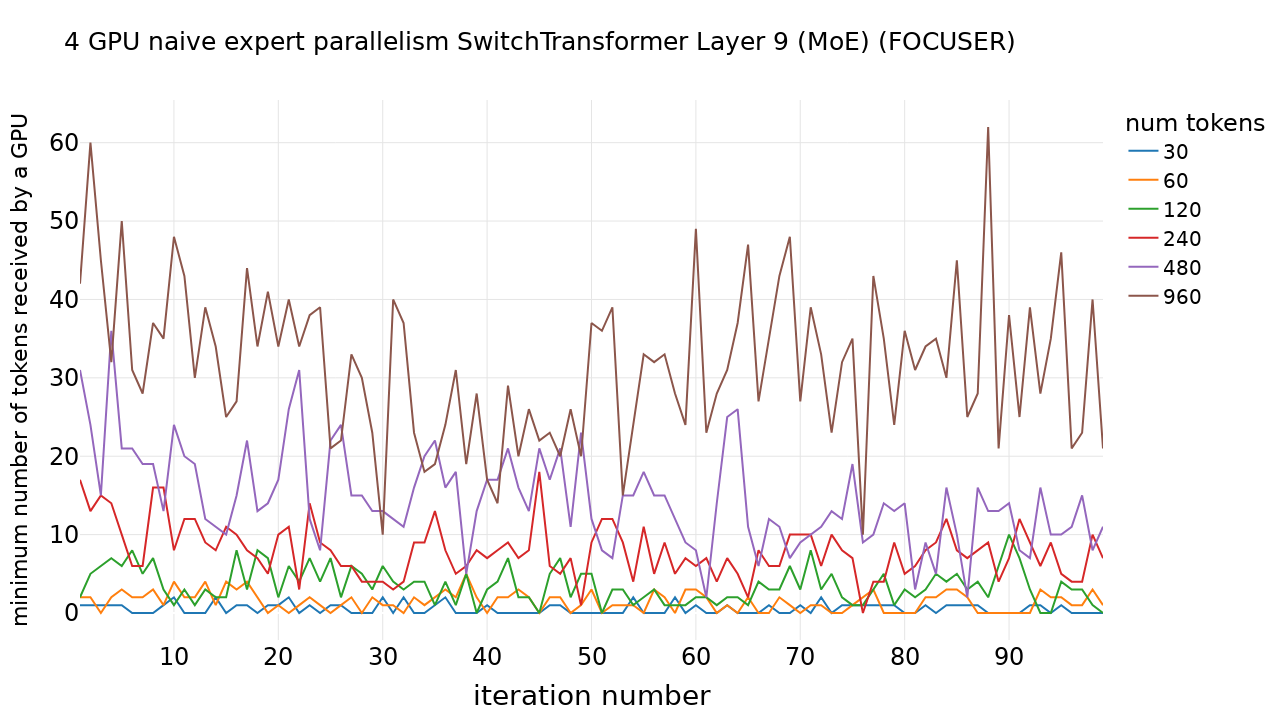 4 GPU naive expert parallelism SwitchTransformer Layer 9 (MoE) (FOCUSER)
minimum number of tokens received by a GPU
60
50
40
30
20
10
0
10 20 30 40 50 60 70 80 90
iteration number
num tokens
30
60
120
240
480
960